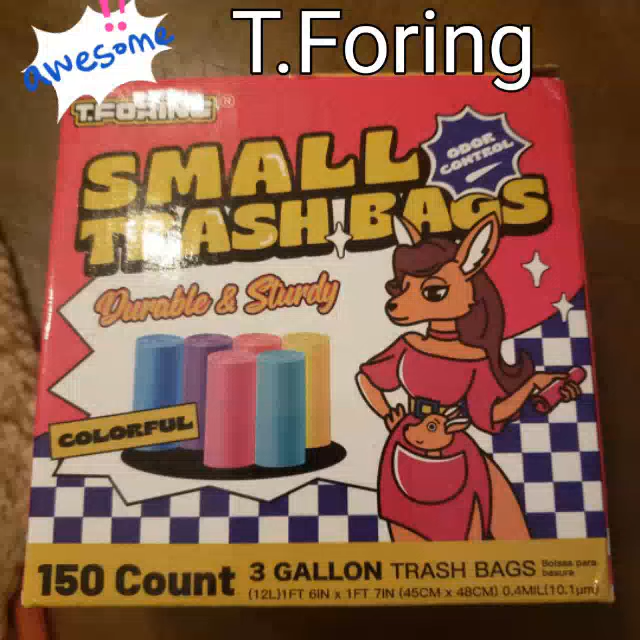 awesome!!
T.Foring
T.FORING®
SMALL
TRASH BAGS
ODOR
CONTROL
Durable & Sturdy
COLORFUL
150 Count
3 GALLON TRASH BAGS
Bolsas para
basura
(12L)1FT 6IN x 1FT 7IN (45CM x 48CM) 0.4MIL(10.1μm)